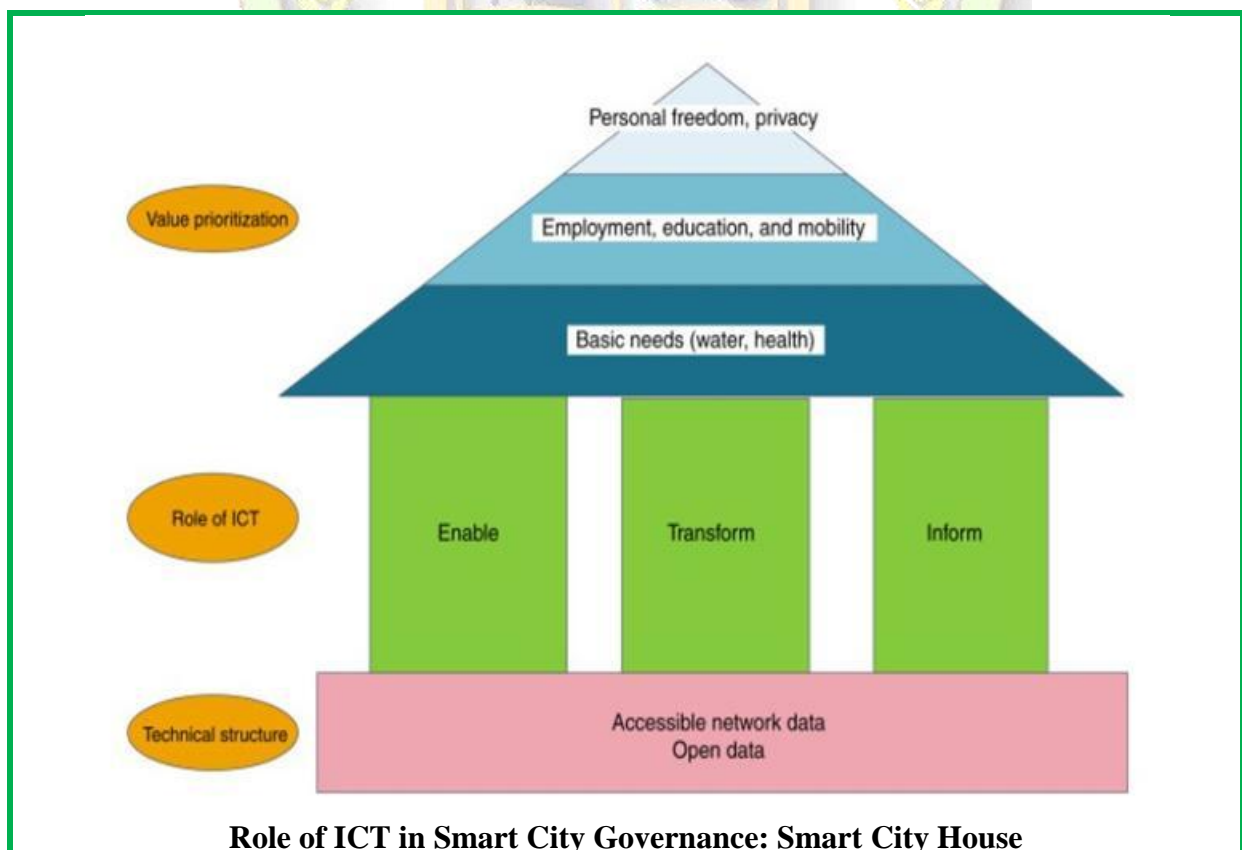 Personal freedom, privacy
Value prioritization
Employment, education, and mobility
Basic needs (water, health)
Role of ICT
Enable
Transform
Inform
Technical structure
Accessible network data
Open data
Role of ICT in Smart City Governance: Smart City House